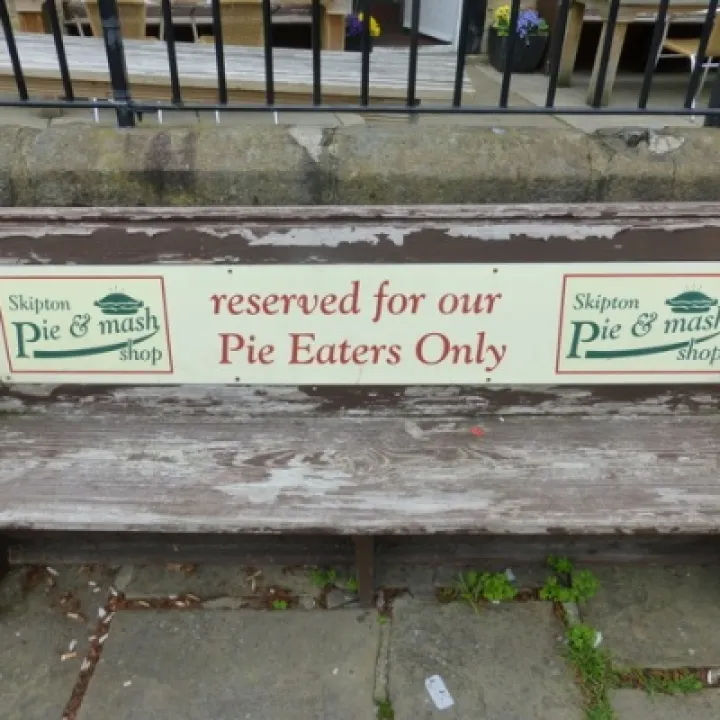 Skipton
Pie & mash
shop
reserved for our
Pie Eaters Only
Skipton
Pie & mash
shop